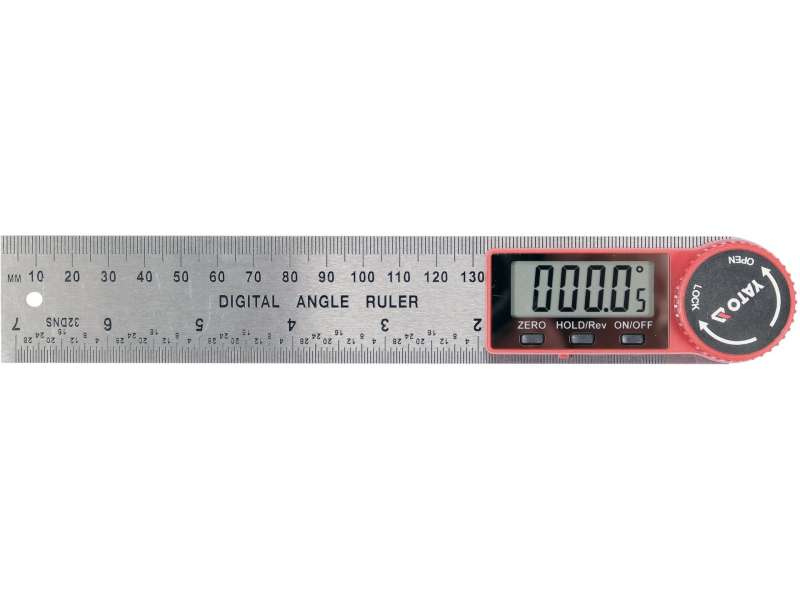 MM 10 20 30 40 50 60 70 80 90 100 110 120 130
DIGITAL ANGLE RULER
7 32DNS 6 5 4 3 2
000.0°5
ZERO HOLD/Rev ON/OFF
OPEN
YATO
LOCK